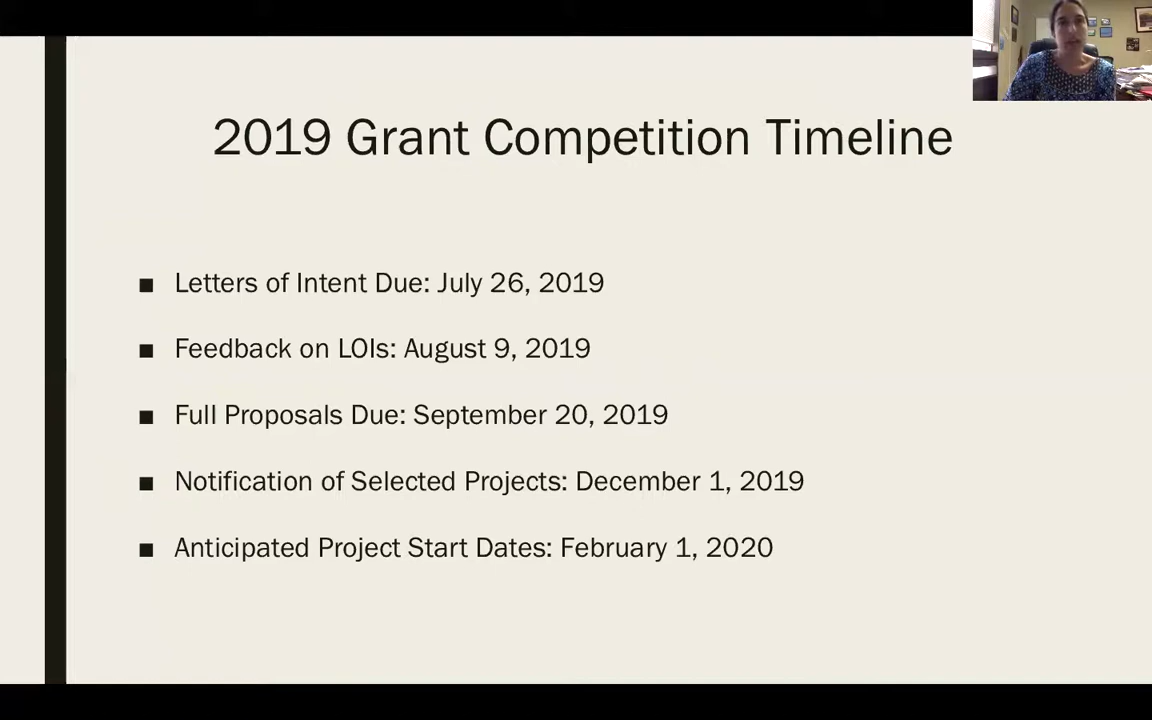 2019 Grant Competition Timeline
■ Letters of Intent Due: July 26, 2019
■ Feedback on LOIs: August 9, 2019
■ Full Proposals Due: September 20, 2019
■ Notification of Selected Projects: December 1, 2019
■ Anticipated Project Start Dates: February 1, 2020